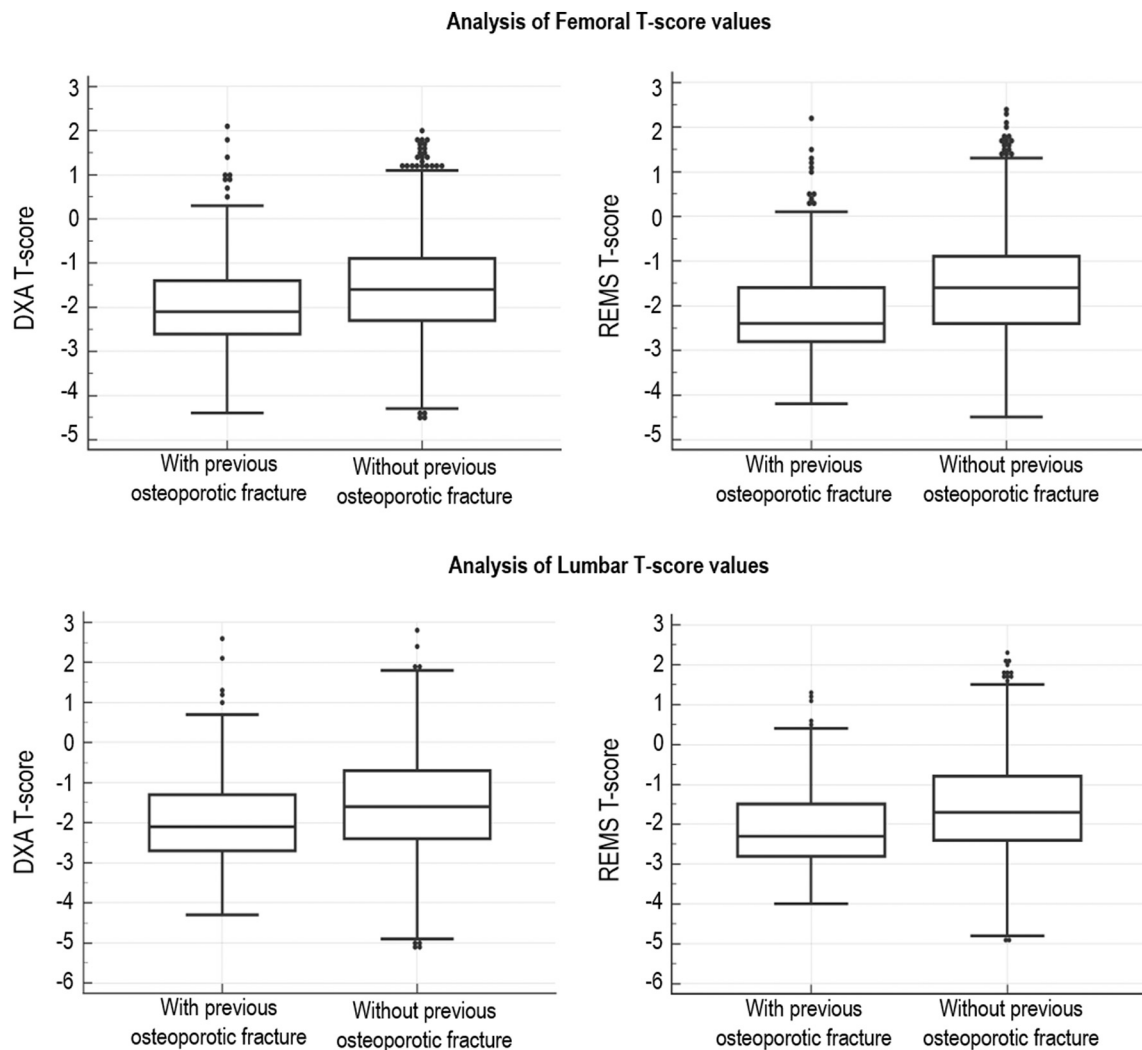 Analysis of Femoral T-score values
DXA T-score
3
2
1
0
-1
-2
-3
-4
-5
With previous
osteoporotic fracture
Without previous
osteoporotic fracture
REMS T-score
3
2
1
0
-1
-2
-3
-4
-5
With previous
osteoporotic fracture
Without previous
osteoporotic fracture
Analysis of Lumbar T-score values
DXA T-score
3
2
1
0
-1
-2
-3
-4
-5
-6
With previous
osteoporotic fracture
Without previous
osteoporotic fracture
REMS T-score
3
2
1
0
-1
-2
-3
-4
-5
-6
With previous
osteoporotic fracture
Without previous
osteoporotic fracture